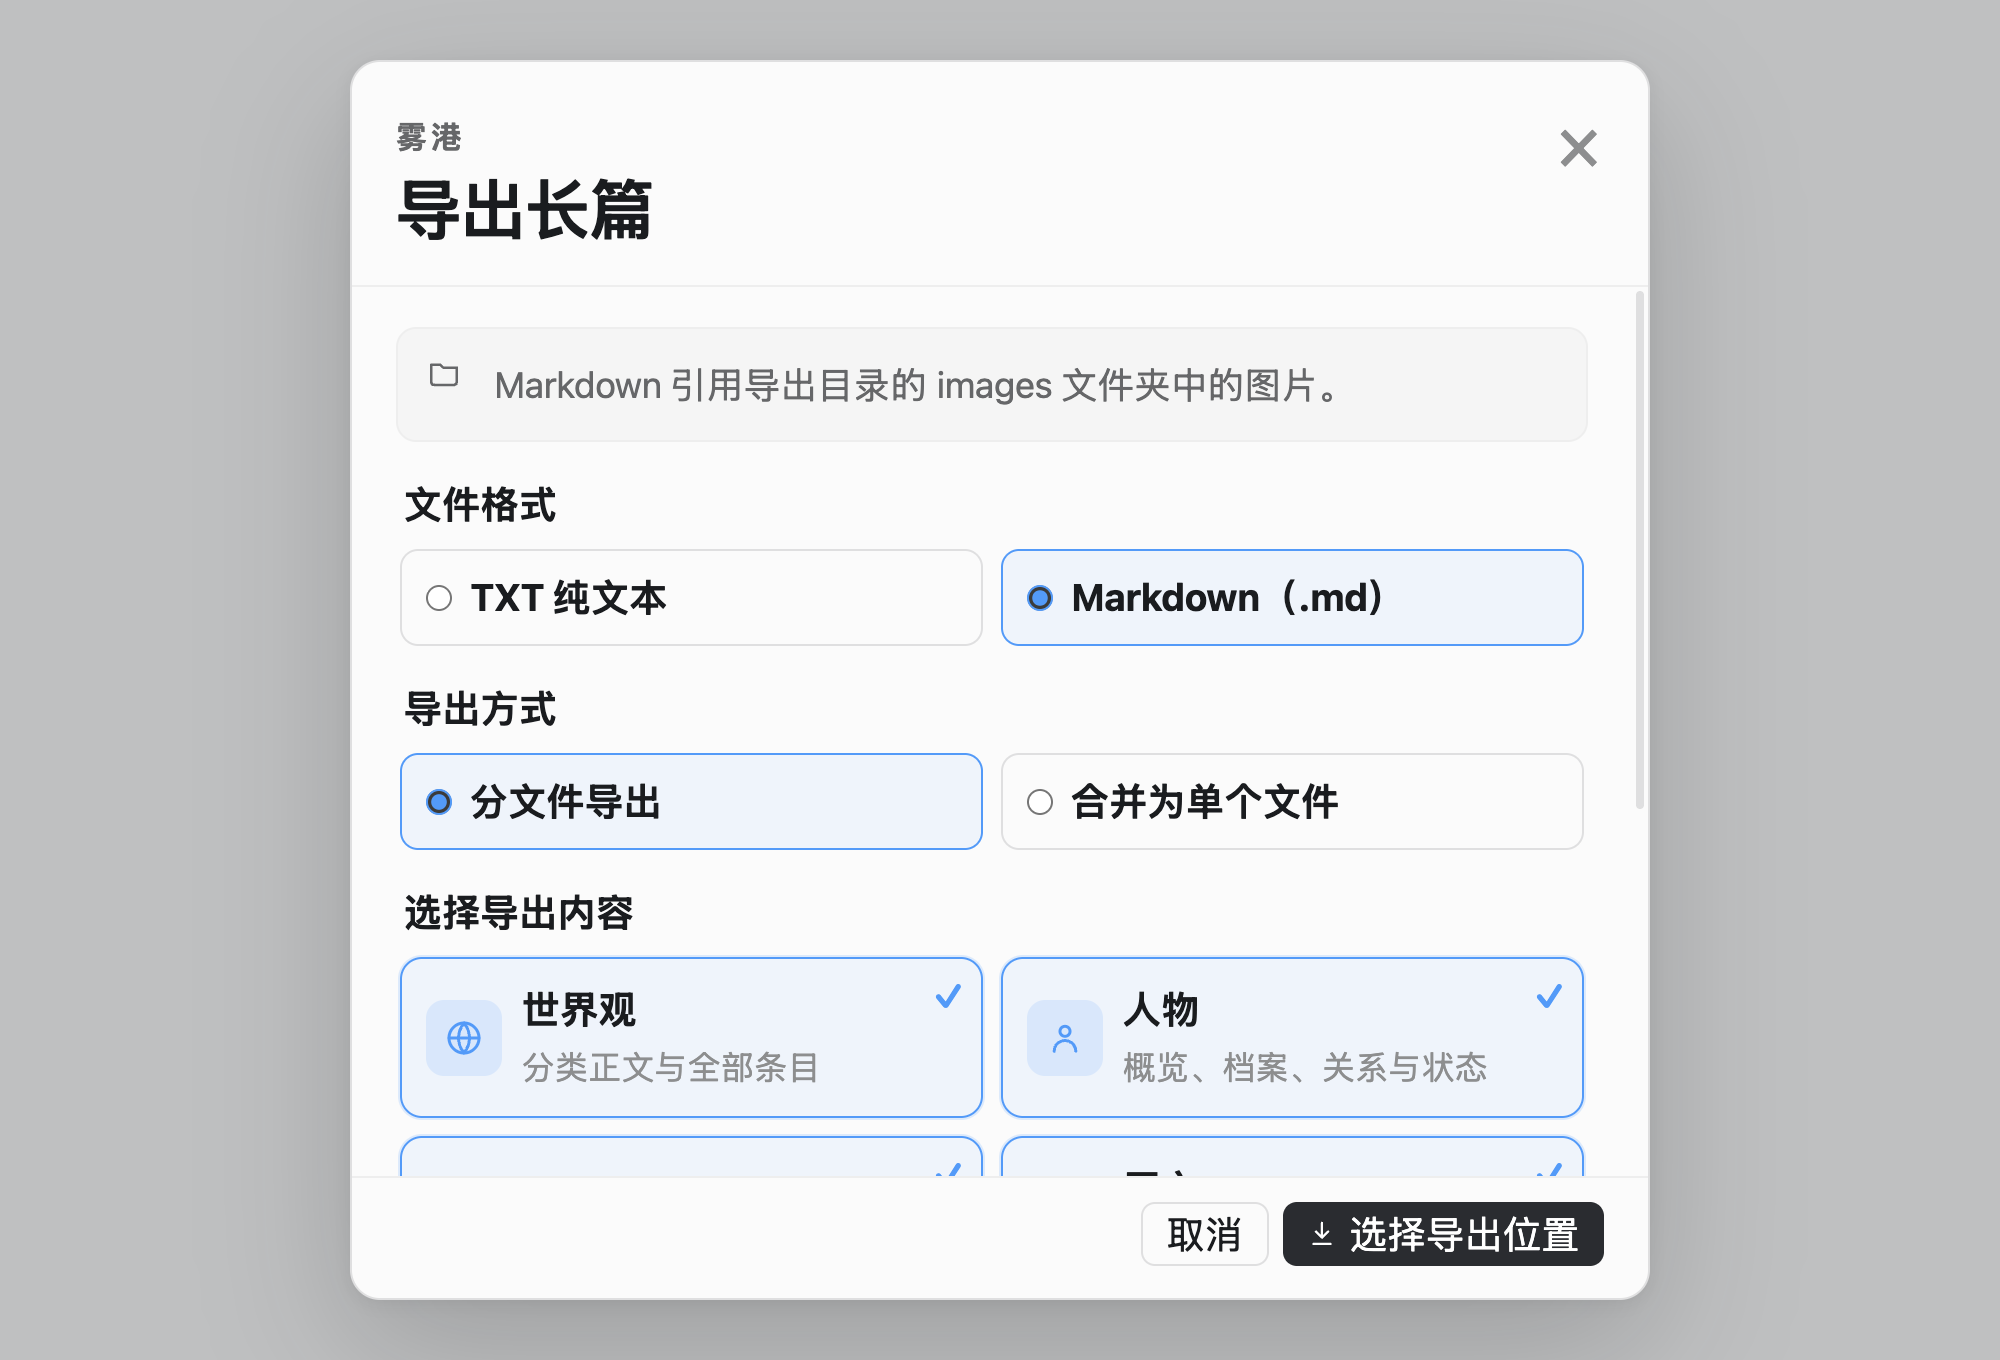 雾港
导出长篇
Markdown 引用导出目录的 images 文件夹中的图片。
文件格式
TXT 纯文本
Markdown（.md）
导出方式
分文件导出
合并为单个文件
选择导出内容
世界观
分类正文与全部条目
人物
概览、档案、关系与状态
取消
选择导出位置